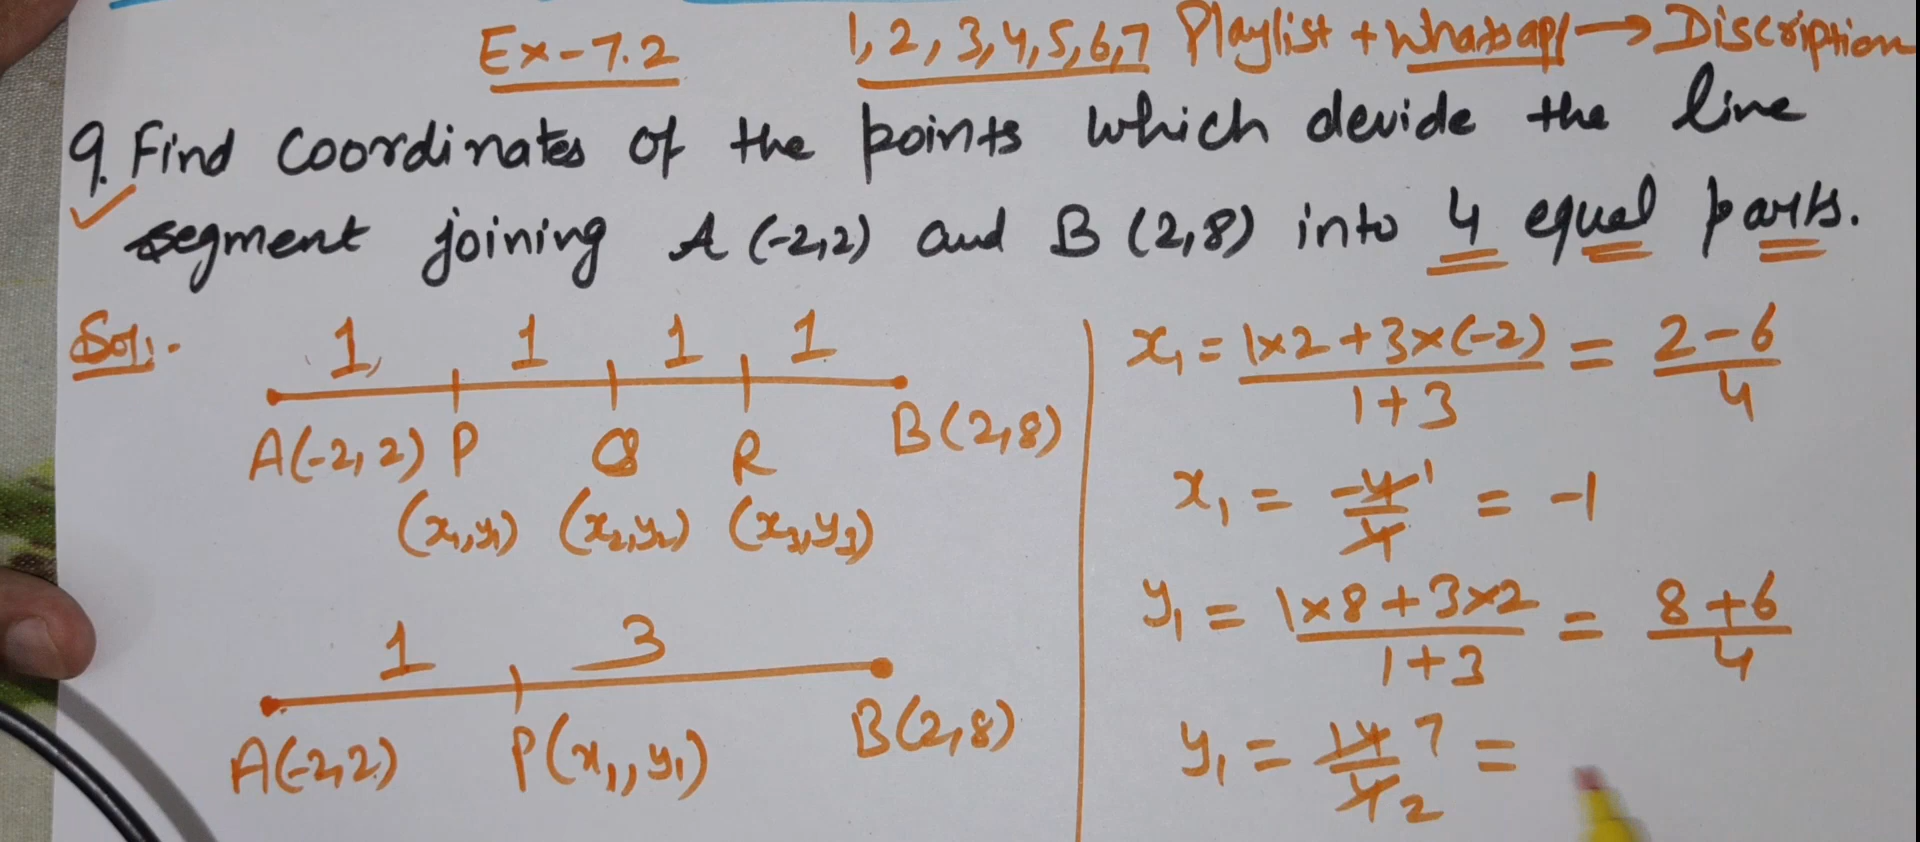 Ex-7.2
1,2,3,4,5,6,7 Playlist + Whatsapp → Discription
9. Find Coordinates of the points which devide the line
segment joining A (-2,2) and B (2,8) into 4 equal parts.
Sol:-
1 1 1 1
A(-2,2) P Q R B(2,8)
(x₁,y₁) (x₂,y₂) (x₃,y₃)
1 3
A(-2,2) P(x₁,y₁) B(2,8)
x₁ = 1×2+3×(-2) / 1+3 = 2-6 / 4
x₁ = -4 1 / 4 = -1
y₁ = 1×8+3×2 / 1+3 = 8+6 / 4
y₁ = 14 7 / 4 2 =